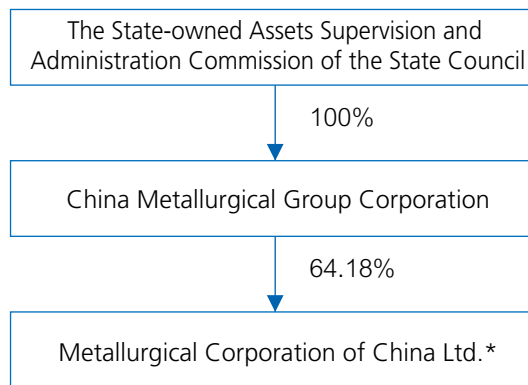 The State-owned Assets Supervision and
Administration Commission of the State Council
100%
China Metallurgical Group Corporation
64.18%
Metallurgical Corporation of China Ltd.*